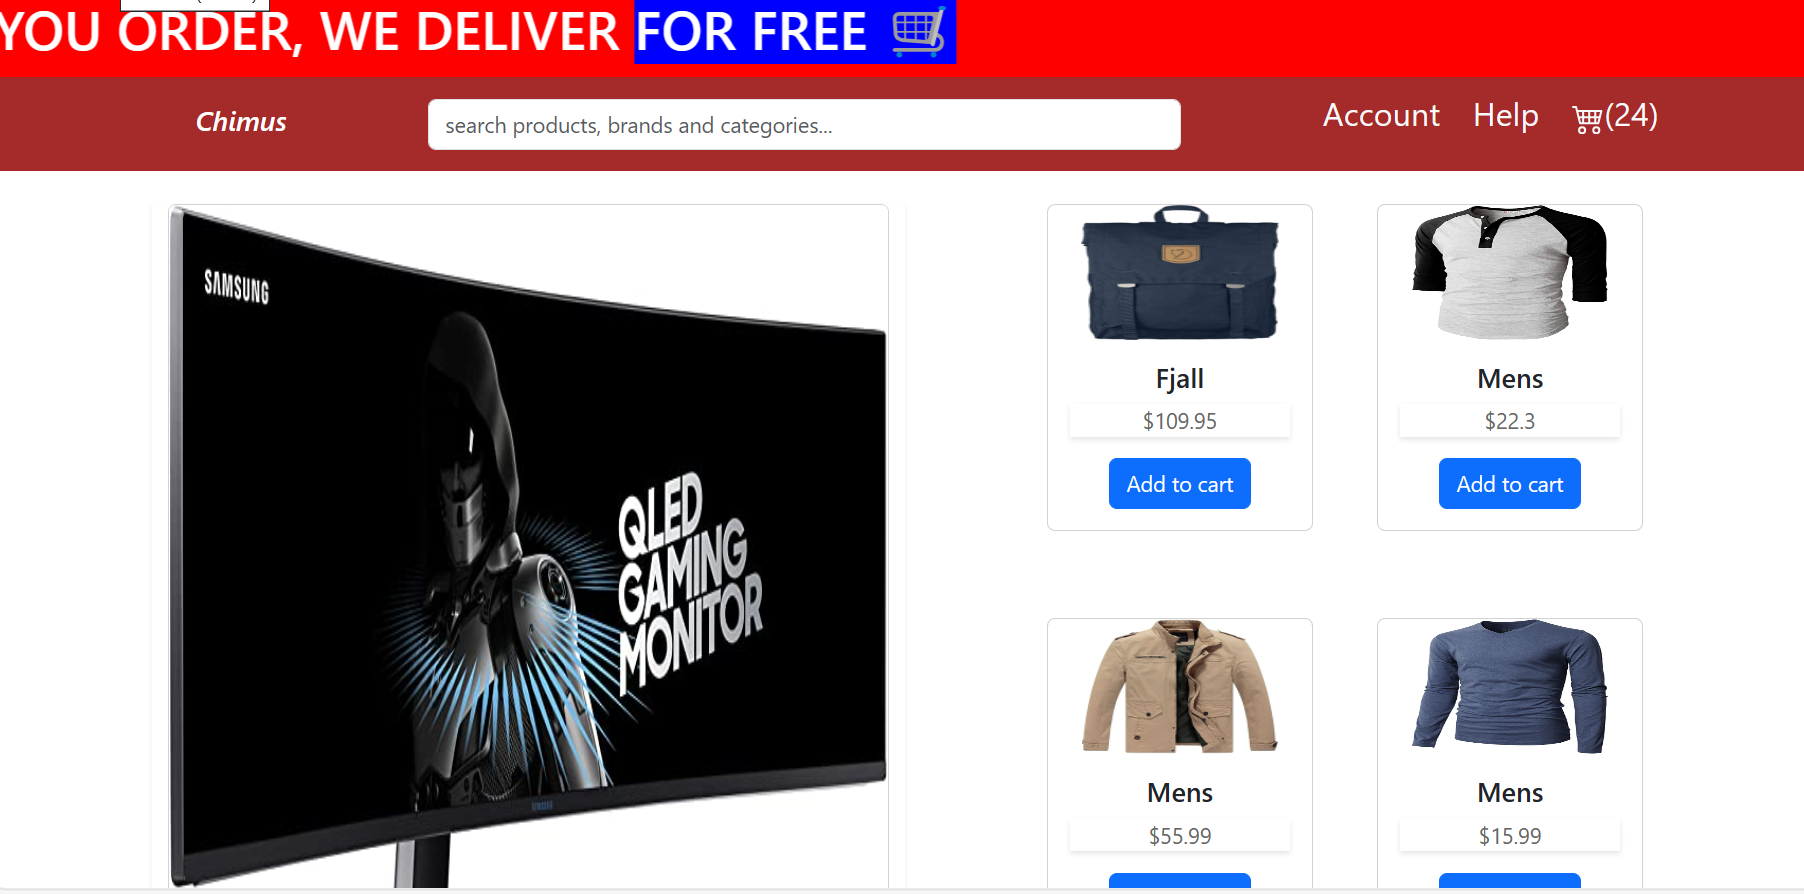 YOU ORDER, WE DELIVER FOR FREE
Chimus
search products, brands and categories...
Account
Help
(24)
SAMSUNG
QLED
GAMING
MONITOR
SAMSUNG
Fjall
$109.95
Add to cart
Mens
$22.3
Add to cart
Mens
$55.99
Mens
$15.99